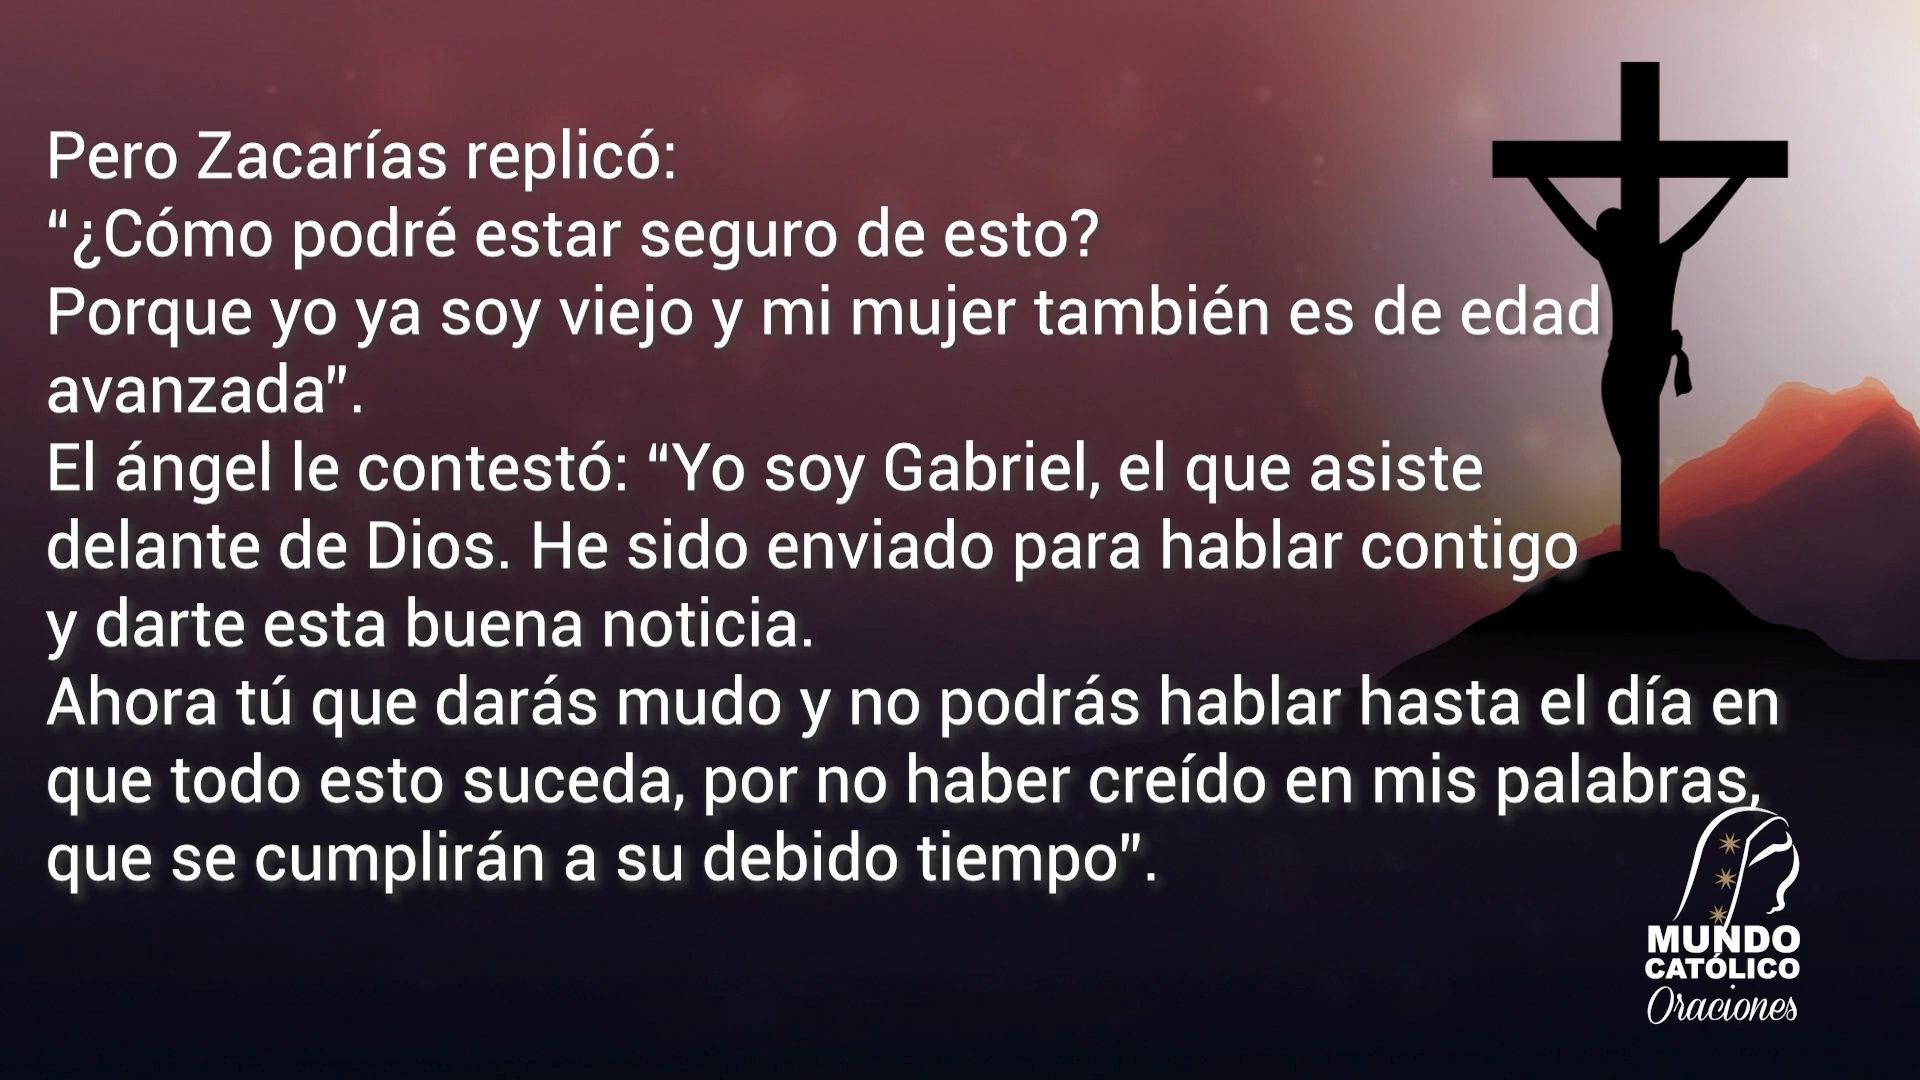 Pero Zacarías replicó:
“¿Cómo podré estar seguro de esto?
Porque yo ya soy viejo y mi mujer también es de edad
avanzada”.
El ángel le contestó: “Yo soy Gabriel, el que asiste
delante de Dios. He sido enviado para hablar contigo
y darte esta buena noticia.
Ahora tú que darás mudo y no podrás hablar hasta el día en
que todo esto suceda, por no haber creído en mis palabras,
que se cumplirán a su debido tiempo”.
MUNDO
CATÓLICO
Oraciones